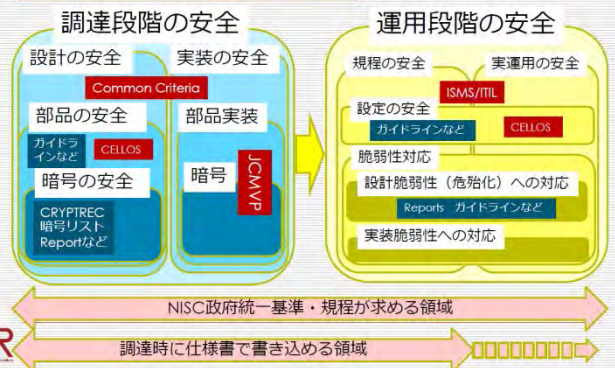 調達段階の安全
設計の安全
実装の安全
Common Criteria
部品の安全
ガイドラ
インなど
CELLOS
部品実装
暗号の安全
CRYPTREC
暗号リスト
Reportなど
暗号
JCMVP
運用段階の安全
規程の安全
実運用の安全
ISMS/ITIL
設定の安全
ガイドラインなど
CELLOS
脆弱性対応
設計脆弱性（危殆化）への対応
Reports ガイドラインなど
実装脆弱性への対応
NISC政府統一基準・規程が求める領域
調達時に仕様書で書き込める領域
R